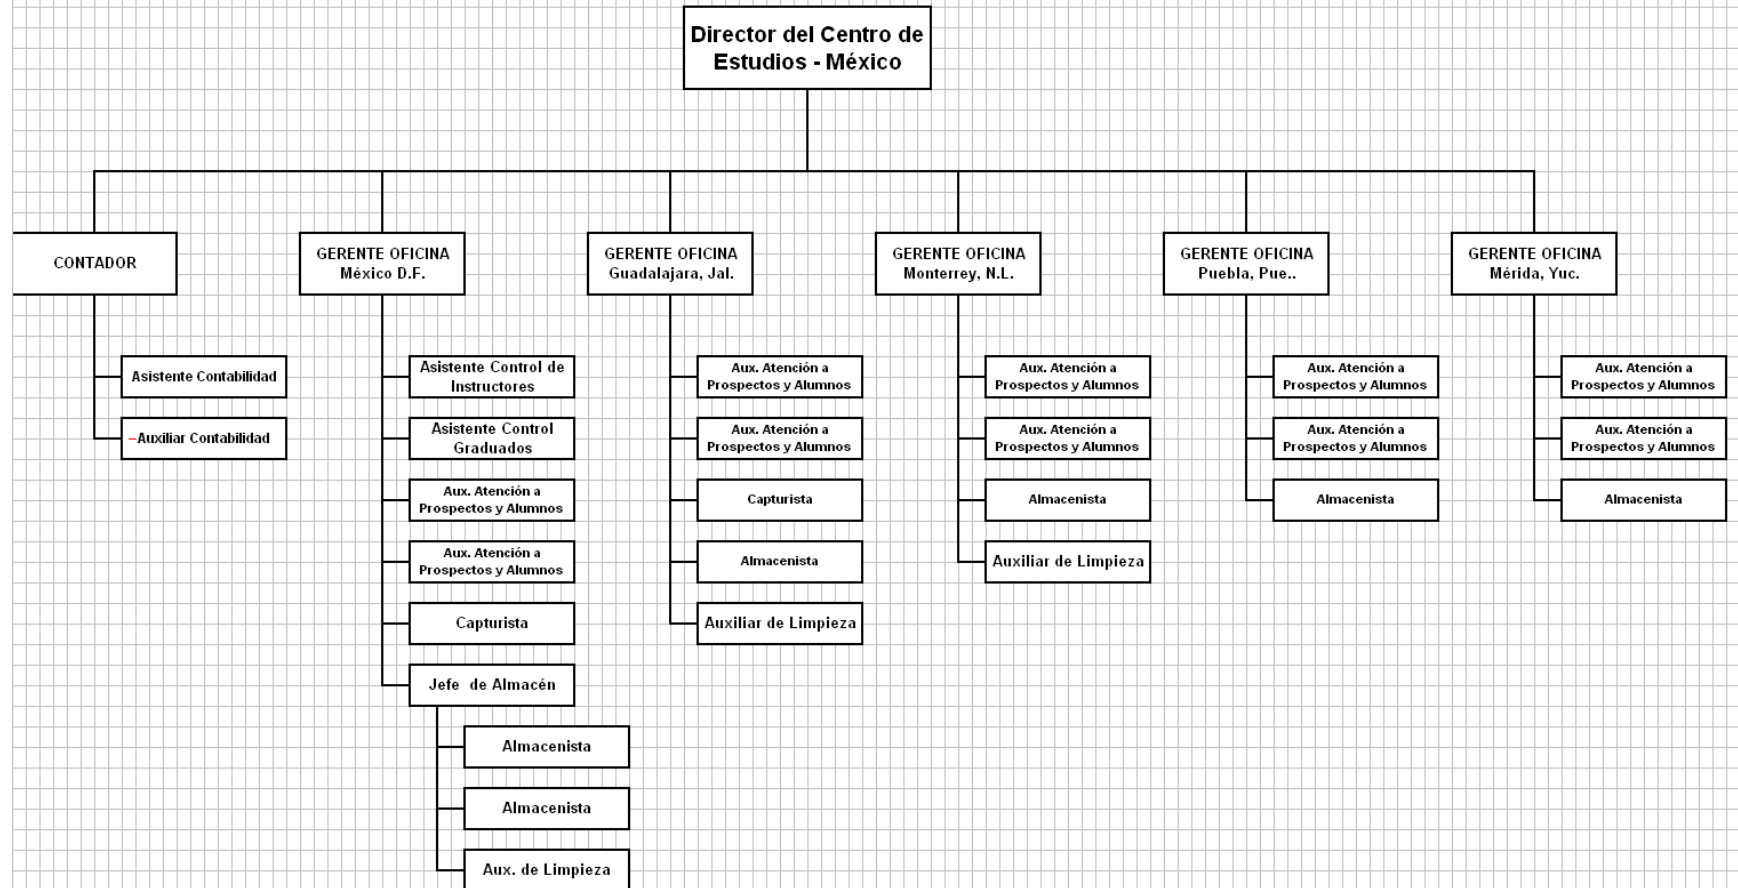 Director del Centro de
Estudios - México
CONTADOR
GERENTE OFICINA
México D.F.
GERENTE OFICINA
Guadalajara, Jal.
GERENTE OFICINA
Monterrey, N.L.
GERENTE OFICINA
Puebla, Pue..
GERENTE OFICINA
Mérida, Yuc.
Asistente Contabilidad
–Auxiliar Contabilidad
Asistente Control de
Instructores
Asistente Control
Graduados
Aux. Atención a
Prospectos y Alumnos
Aux. Atención a
Prospectos y Alumnos
Capturista
Jefe  de Almacén
Almacenista
Almacenista
Aux. de Limpieza
Aux. Atención a
Prospectos y Alumnos
Aux. Atención a
Prospectos y Alumnos
Capturista
Almacenista
Auxiliar de Limpieza
Aux. Atención a
Prospectos y Alumnos
Aux. Atención a
Prospectos y Alumnos
Almacenista
Auxiliar de Limpieza
Aux. Atención a
Prospectos y Alumnos
Aux. Atención a
Prospectos y Alumnos
Almacenista
Aux. Atención a
Prospectos y Alumnos
Aux. Atención a
Prospectos y Alumnos
Almacenista